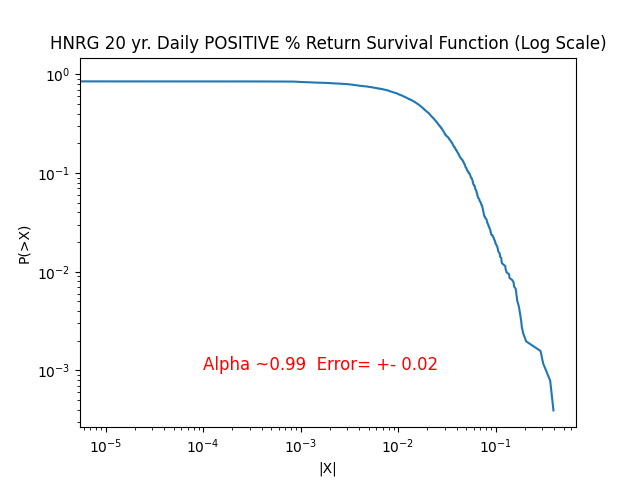 HNRG 20 yr. Daily POSITIVE % Return Survival Function (Log Scale)
10⁰
10⁻¹
10⁻²
10⁻³
P(>X)
Alpha ~0.99  Error= +- 0.02
10⁻⁵ 10⁻⁴ 10⁻³ 10⁻² 10⁻¹
|X|